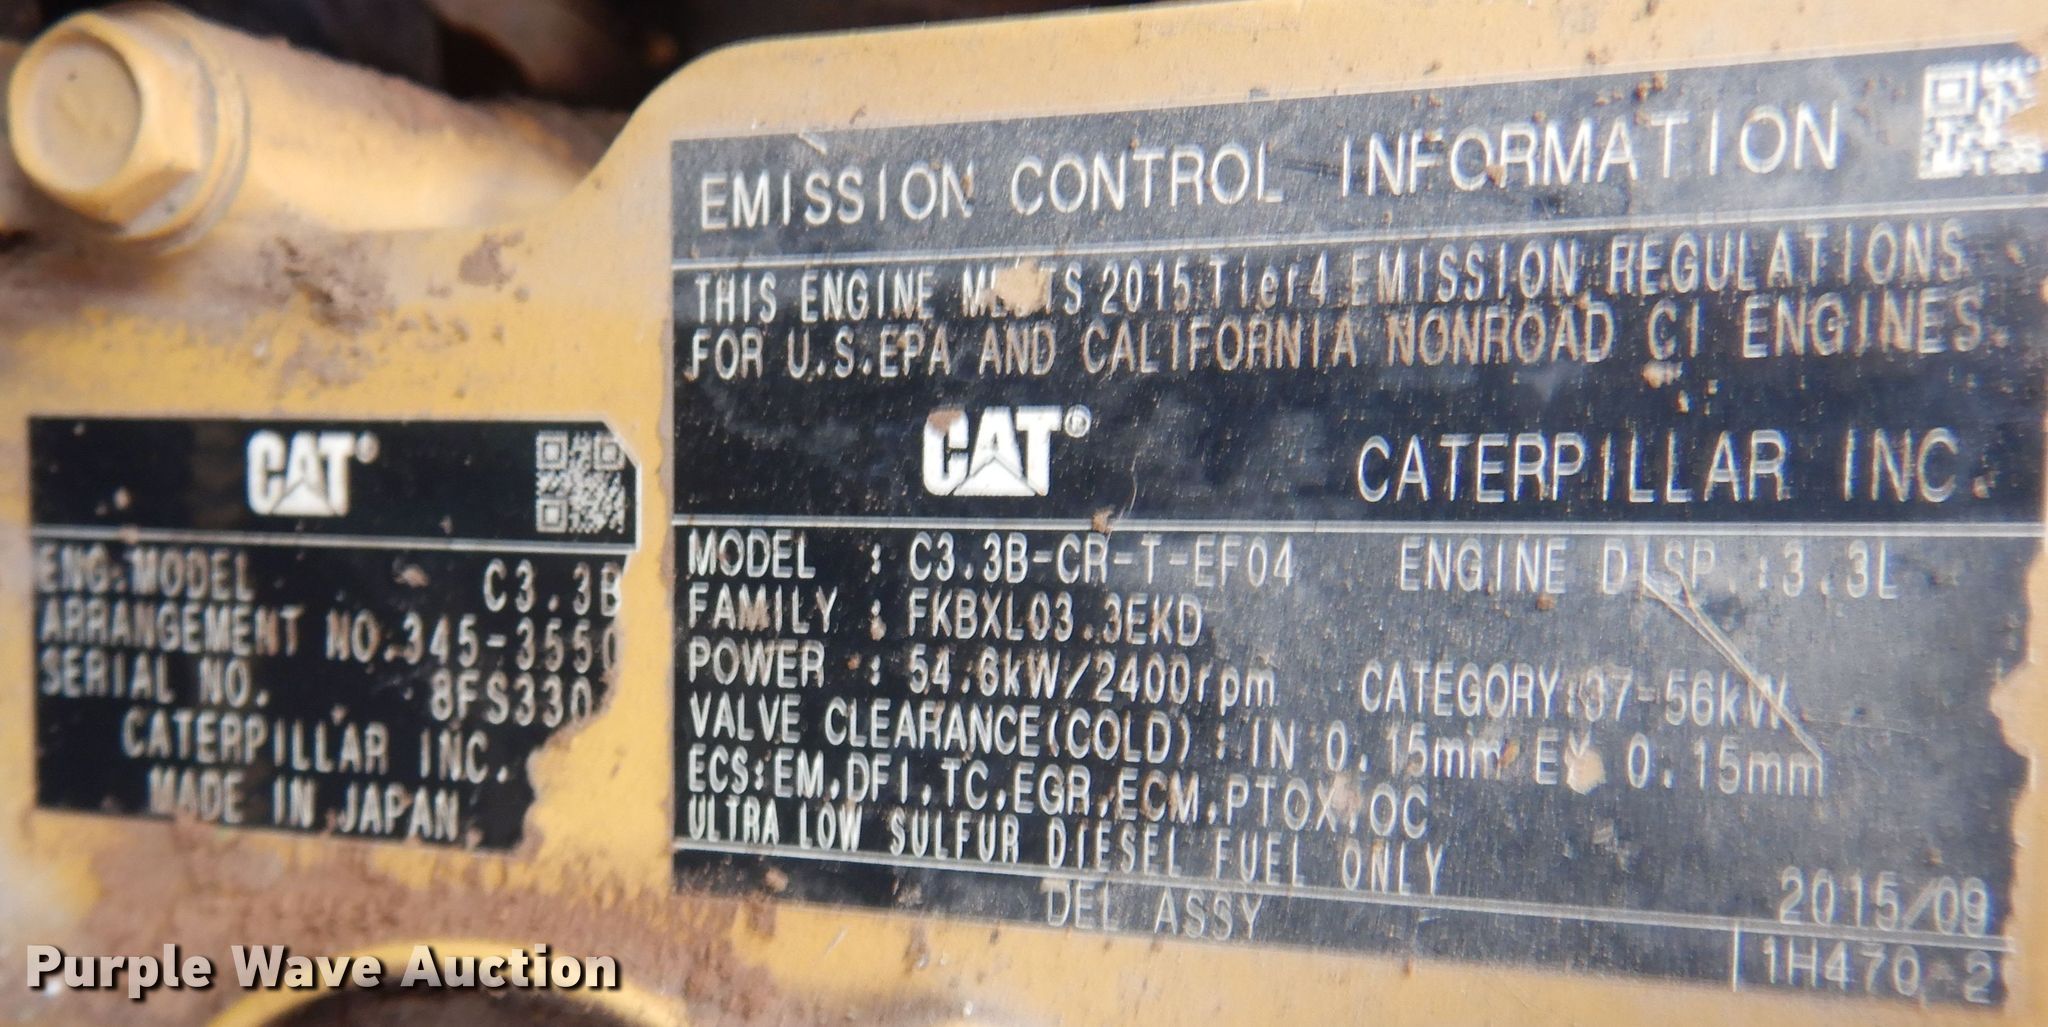 CAT®
ENG.MODEL C3.3B
ARRANGEMENT NO.345-3550
SERIAL NO. 8FS330
CATERPILLAR INC.
MADE IN JAPAN
EMISSION CONTROL INFORMATION
THIS ENGINE MEETS 2015 Tier4 EMISSION REGULATIONS
FOR U.S.EPA AND CALIFORNIA NONROAD CI ENGINES.
CAT® CATERPILLAR INC.
MODEL : C3.3B-CR-T-EF04 ENGINE DISP.:3.3L
FAMILY : FKBXL03.3EKD
POWER : 54.6kW/2400rpm CATEGORY:37-56kW
VALVE CLEARANCE(COLD) : IN 0.15mm EX 0.15mm
ECS:EM,DFI,TC,EGR,ECM,PTOX,OC
ULTRA LOW SULFUR DIESEL FUEL ONLY
2015/09
DEL ASSY
1H470-2
Purple Wave Auction